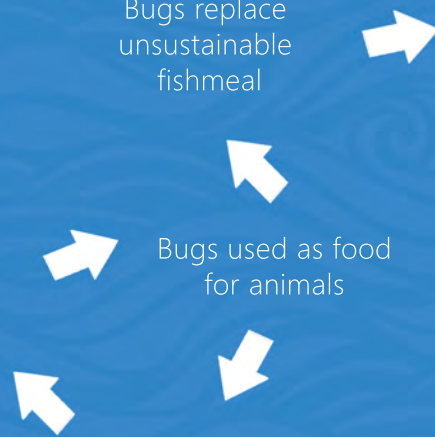 Bugs replace
unsustainable
fishmeal
Bugs used as food
for animals